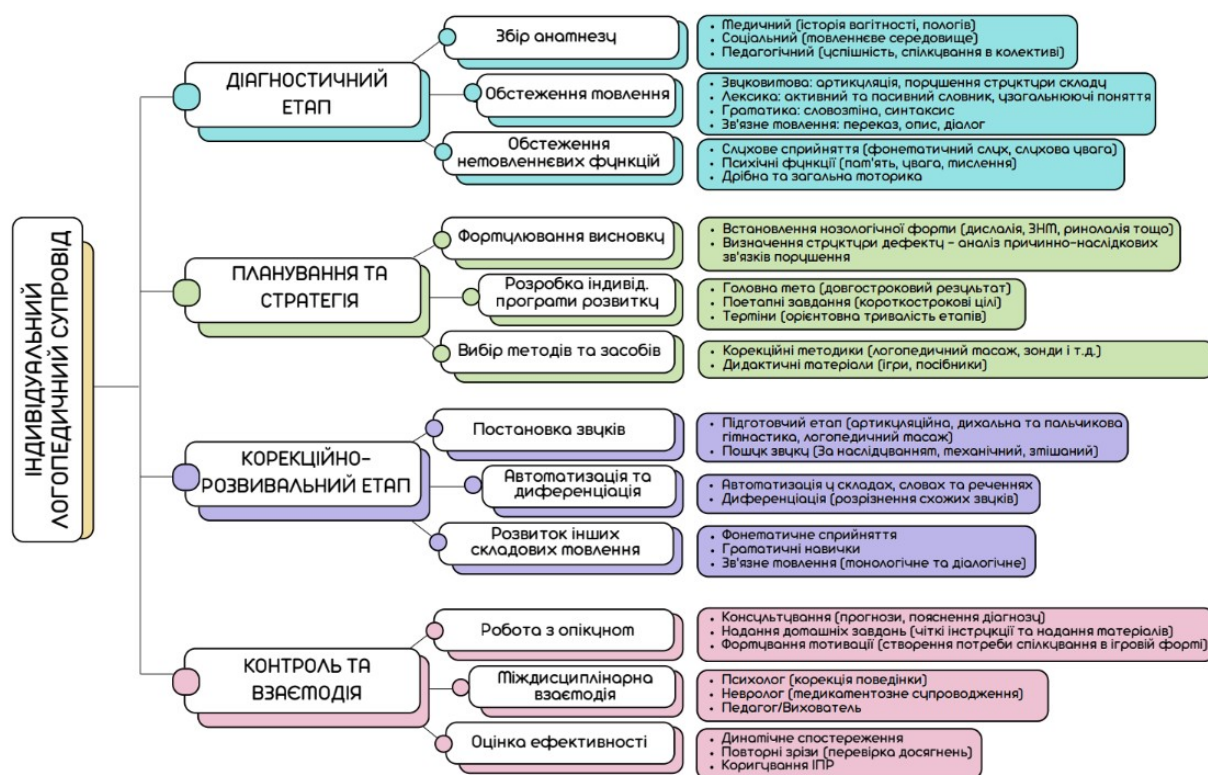 ІНДИВІДУАЛЬНИЙ
ЛОГОПЕДИЧНИЙ СУПРОВІД
ДІАГНОСТИЧНИЙ
ЕТАП
Збір анамнезу
• Медичний (історія вагітності, пологів)
• Соціальний (мовленнєве середовище)
• Педагогічний (успішність, спілкування в колективі)
Обстеження мовлення
• Звуковимова: артикуляція, порушення структури складу
• Лексика: активний та пасивний словник, узагальнюючі поняття
• Граматика: словозміна, синтаксис
• Зв'язне мовлення: переказ, опис, діалог
Обстеження
немовленнєвих функцій
• Слухове сприйняття (фонематичний слух, слухова увага)
• Психічні функції (пам'ять, увага, мислення)
• Дрібна та загальна моторика
ПЛАНУВАННЯ ТА
СТРАТЕГІЯ
Формулювання висновку
• Встановлення нозологічної форми (дислалія, ЗНМ, ринолалія тощо)
• Визначення структури дефекту – аналіз причинно-наслідкових
зв'язків порушення
Розробка індивід.
програми розвитку
• Головна мета (довгостроковий результат)
• Поетапні завдання (короткострокові цілі)
• Терміни (орієнтовна тривалість етапів)
Вибір методів та засобів
• Корекційні методики (логопедичний масаж, зонди і т.д.)
• Дидактичні матеріали (ігри, посібники)
КОРЕКЦІЙНО-
РОЗВИВАЛЬНИЙ ЕТАП
Постановка звуків
• Підготовчий етап (артикуляційна, дихальна та пальчикова
гімнастика, логопедичний масаж)
• Пошук звуку (За наслідуванням, механічний, змішаний)
Автоматизація та
диференціація
• Автоматизація у складах, словах та реченнях
• Диференціація (розрізнення схожих звуків)
Розвиток інших
складових мовлення
• Фонематичне сприйняття
• Граматичні навички
• Зв'язне мовлення (монологічне та діалогічне)
КОНТРОЛЬ ТА
ВЗАЄМОДІЯ
Робота з опікуном
• Консультування (прогнози, пояснення діагнозу)
• Надання домашніх завдань (чіткі інструкції та надання матеріалів)
• Формування мотивації (створення потреби спілкування в ігровій формі)
Міждисциплінарна
взаємодія
• Психолог (корекція поведінки)
• Невролог (медикаментозне супроводження)
• Педагог/Вихователь
Оцінка ефективності
• Динамічне спостереження
• Повторні зрізи (перевірка досягнень)
• Коригування ІПР